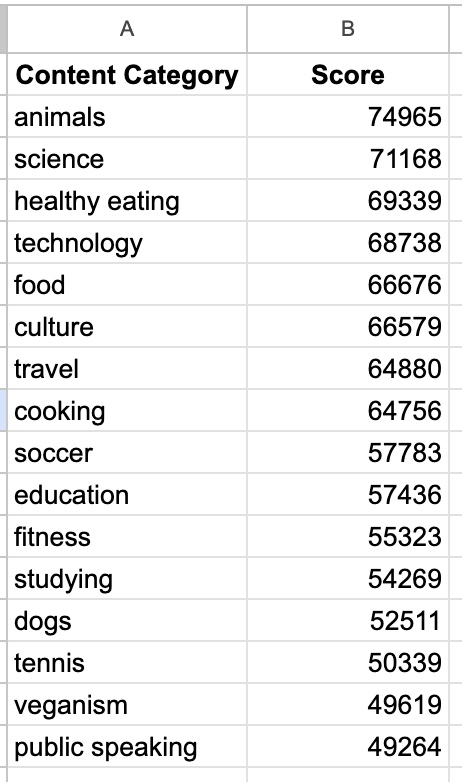 A B
Content Category Score
animals 74965
science 71168
healthy eating 69339
technology 68738
food 66676
culture 66579
travel 64880
cooking 64756
soccer 57783
education 57436
fitness 55323
studying 54269
dogs 52511
tennis 50339
veganism 49619
public speaking 49264